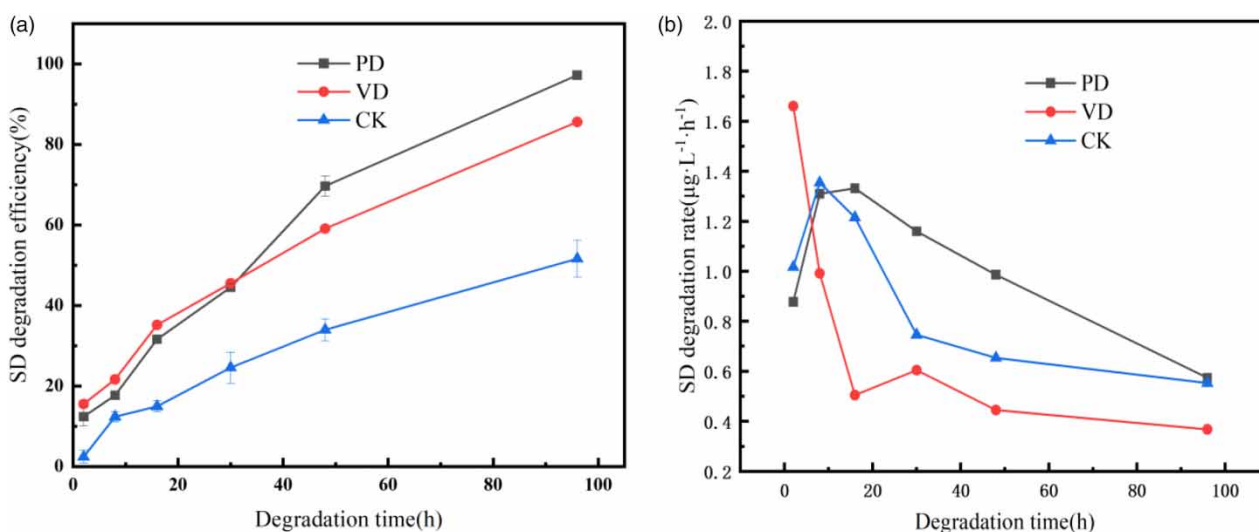 (a)
100
80
60
40
20
0
SD degradation efficiency(%)
PD
VD
CK
0 20 40 60 80 100
Degradation time(h)
(b)
2.0
1.8
1.6
1.4
1.2
1.0
0.8
0.6
0.4
0.2
SD degradation rate(μg·L⁻¹·h⁻¹)
PD
VD
CK
0 20 40 60 80 100
Degradation time(h)